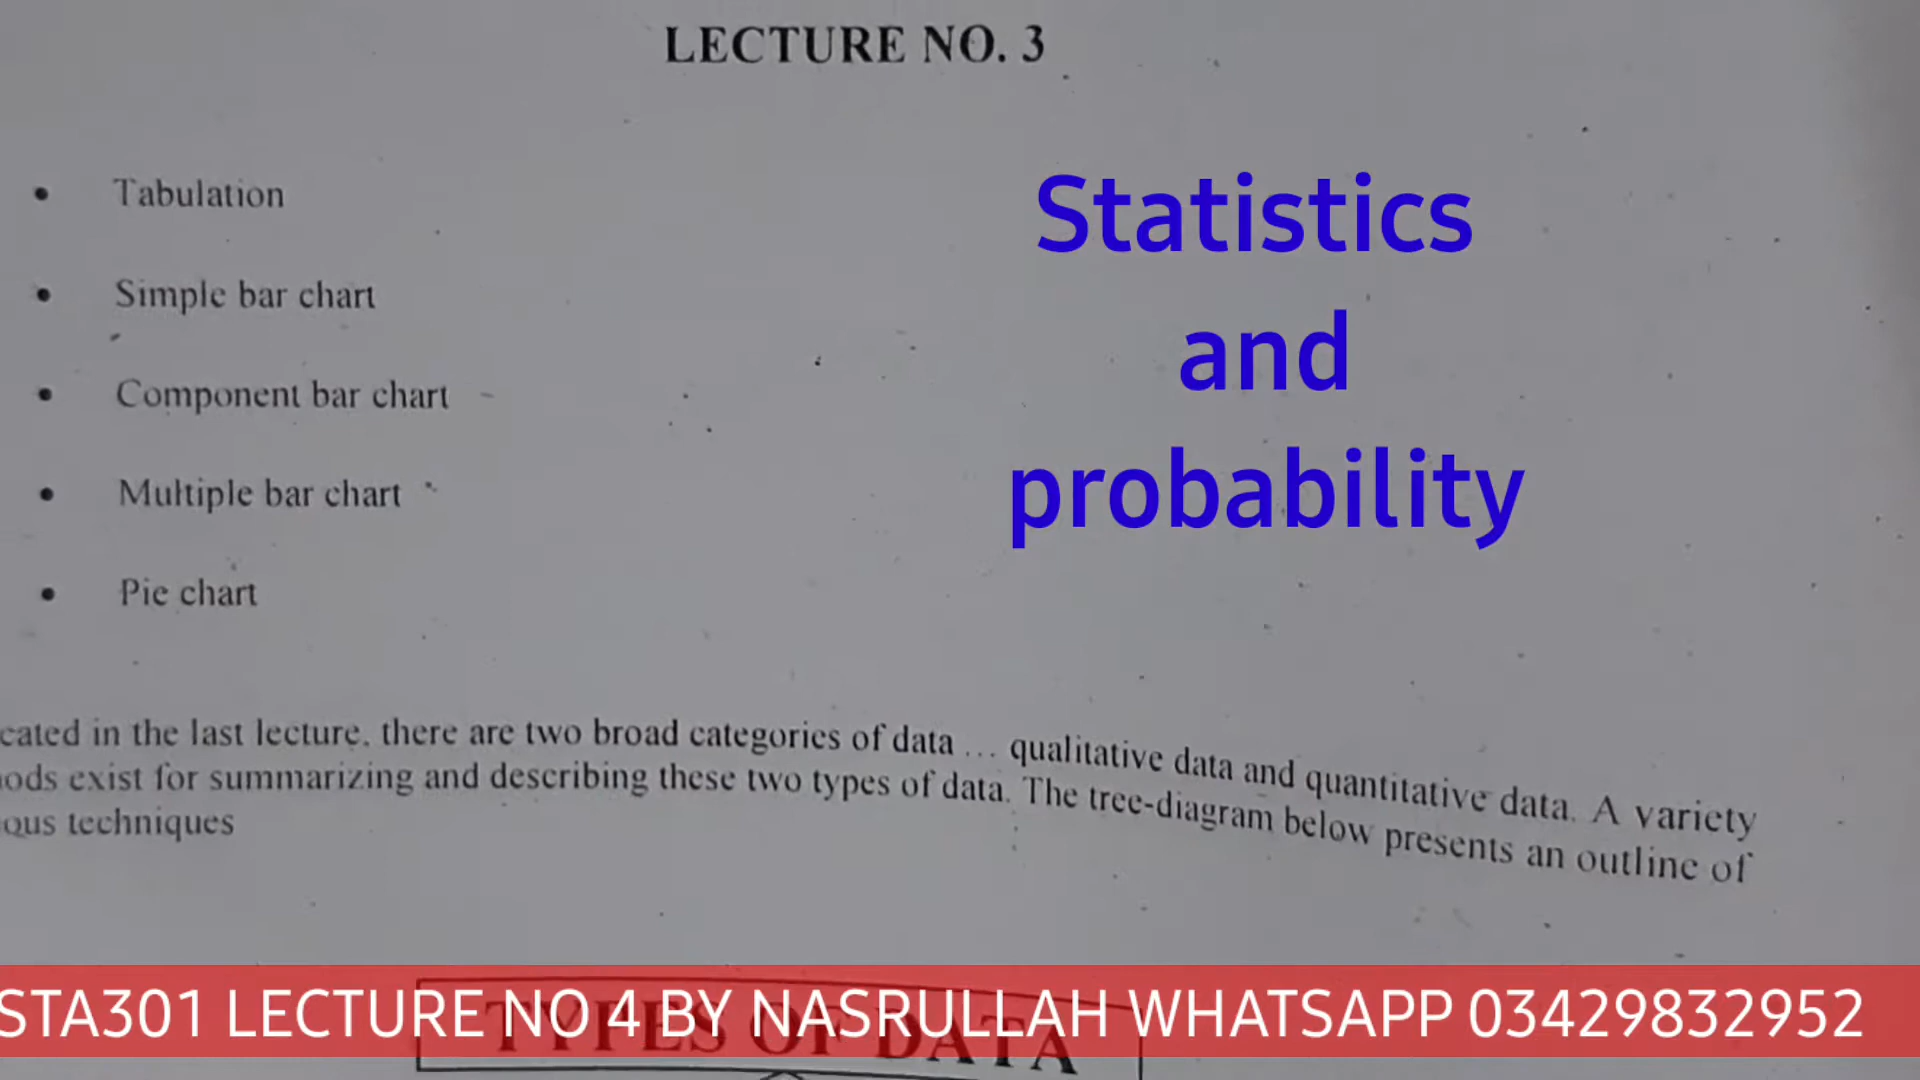 LECTURE NO. 3
Tabulation
Simple bar chart
Component bar chart
Multiple bar chart
Pie chart
Statistics
and
probability
cated in the last lecture, there are two broad categories of data ... qualitative data and quantitative data. A variety
ods exist for summarizing and describing these two types of data. The tree-diagram below presents an outline of
ous techniques
STA301 LECTURE NO 4 BY NASRULLAH WHATSAPP 03429832952
TYPES OF DATA